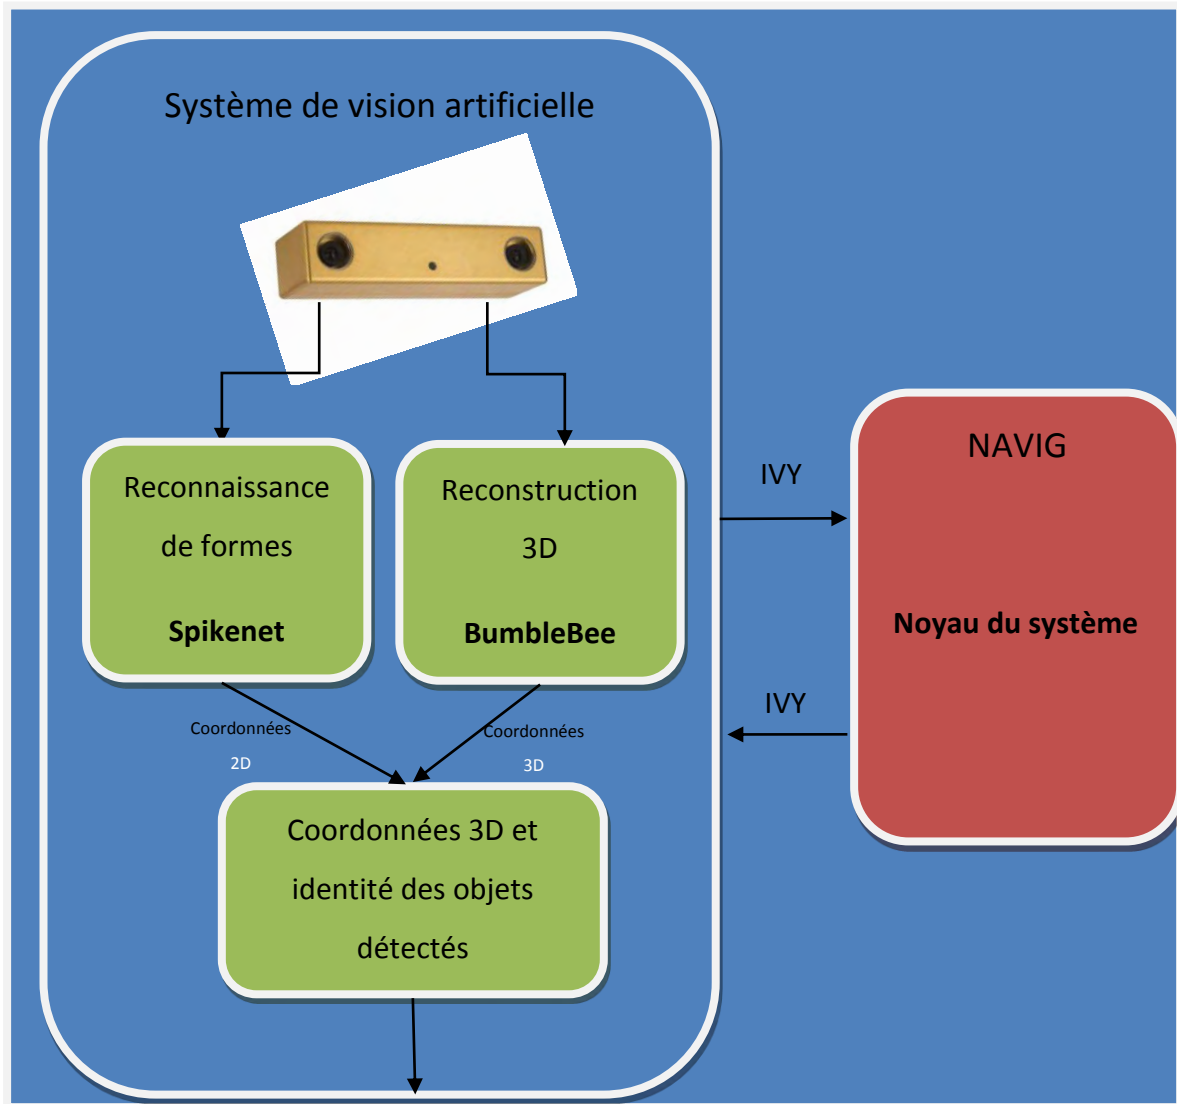 Système de vision artificielle
Reconnaissance
de formes
Spikenet
Reconstruction
3D
BumbleBee
IVY
NAVIG
Noyau du système
IVY
Coordonnées
2D
Coordonnées
3D
Coordonnées 3D et
identité des objets
détectés